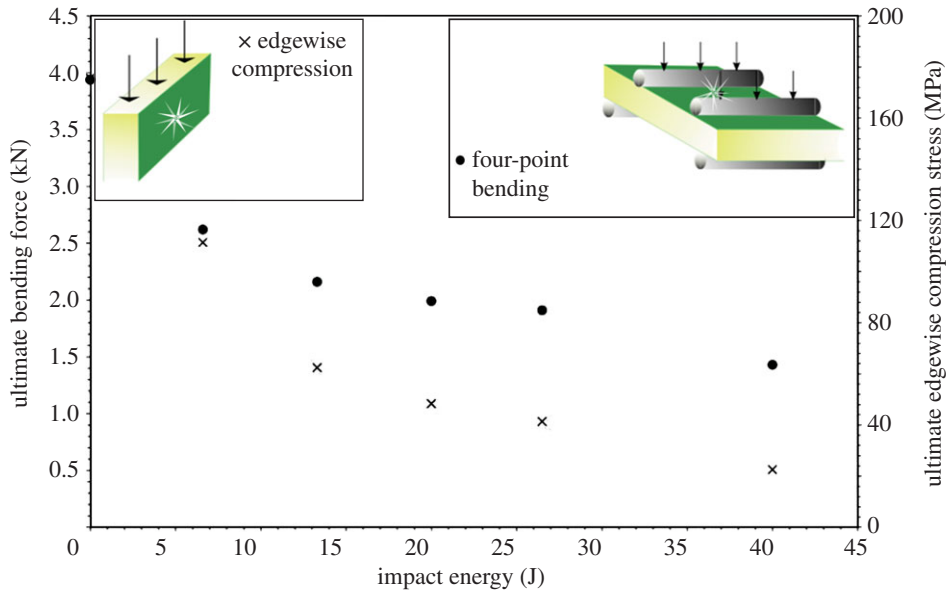 4.5
4.0
3.5
3.0
2.5
2.0
1.5
1.0
0.5
ultimate bending force (kN)
× edgewise
compression
● four-point
bending
200
160
120
80
40
0
ultimate edgewise compression stress (MPa)
0 5 10 15 20 25 30 35 40 45
impact energy (J)